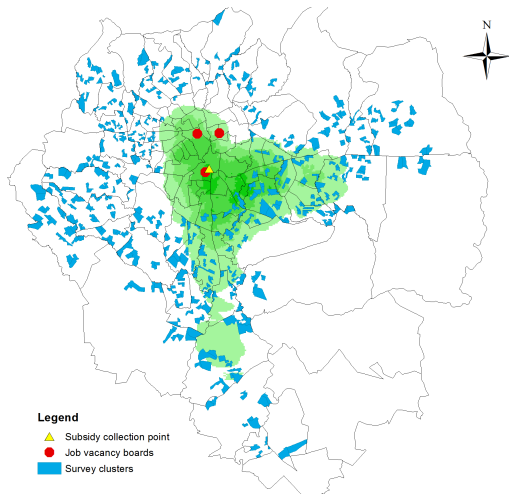 N
Legend
Subsidy collection point
Job vacancy boards
Survey clusters